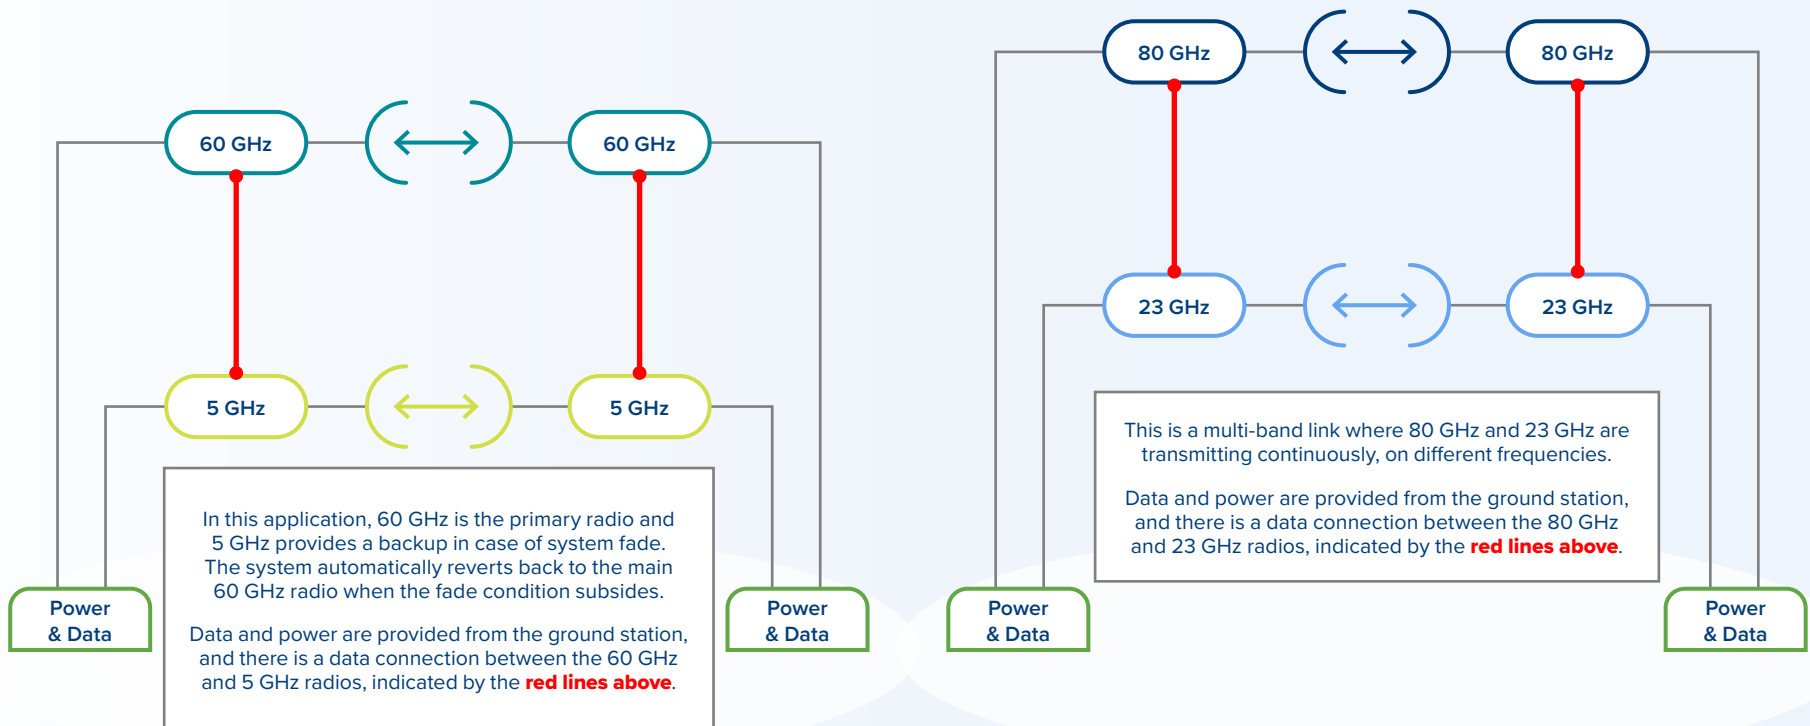 60 GHz
60 GHz
5 GHz
5 GHz
In this application, 60 GHz is the primary radio and
5 GHz provides a backup in case of system fade.
The system automatically reverts back to the main
60 GHz radio when the fade condition subsides.
Data and power are provided from the ground station,
and there is a data connection between the 60 GHz
and 5 GHz radios, indicated by the red lines above.
Power
& Data
Power
& Data
80 GHz
80 GHz
23 GHz
23 GHz
This is a multi-band link where 80 GHz and 23 GHz are
transmitting continuously, on different frequencies.
Data and power are provided from the ground station,
and there is a data connection between the 80 GHz
and 23 GHz radios, indicated by the red lines above.
Power
& Data
Power
& Data